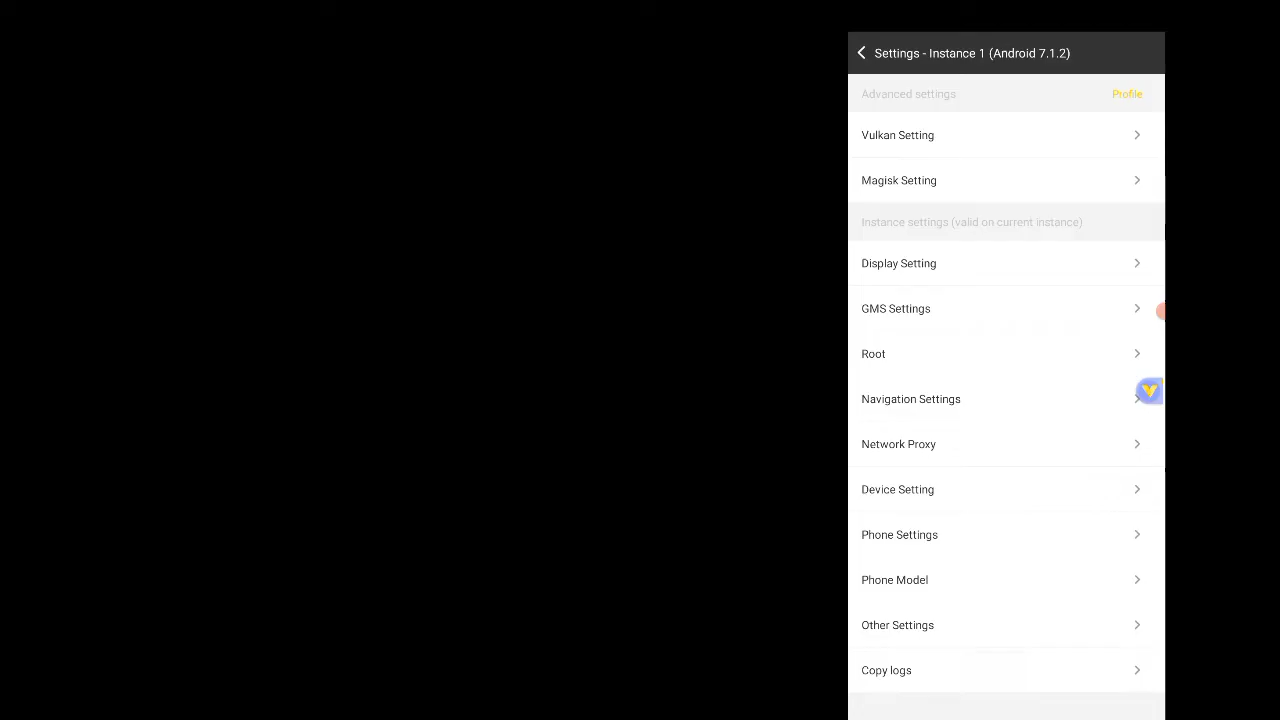 Settings - Instance 1 (Android 7.1.2)
Advanced settings Profile
Vulkan Setting
Magisk Setting
Instance settings (valid on current instance)
Display Setting
GMS Settings
Root
Navigation Settings
Network Proxy
Device Setting
Phone Settings
Phone Model
Other Settings
Copy logs